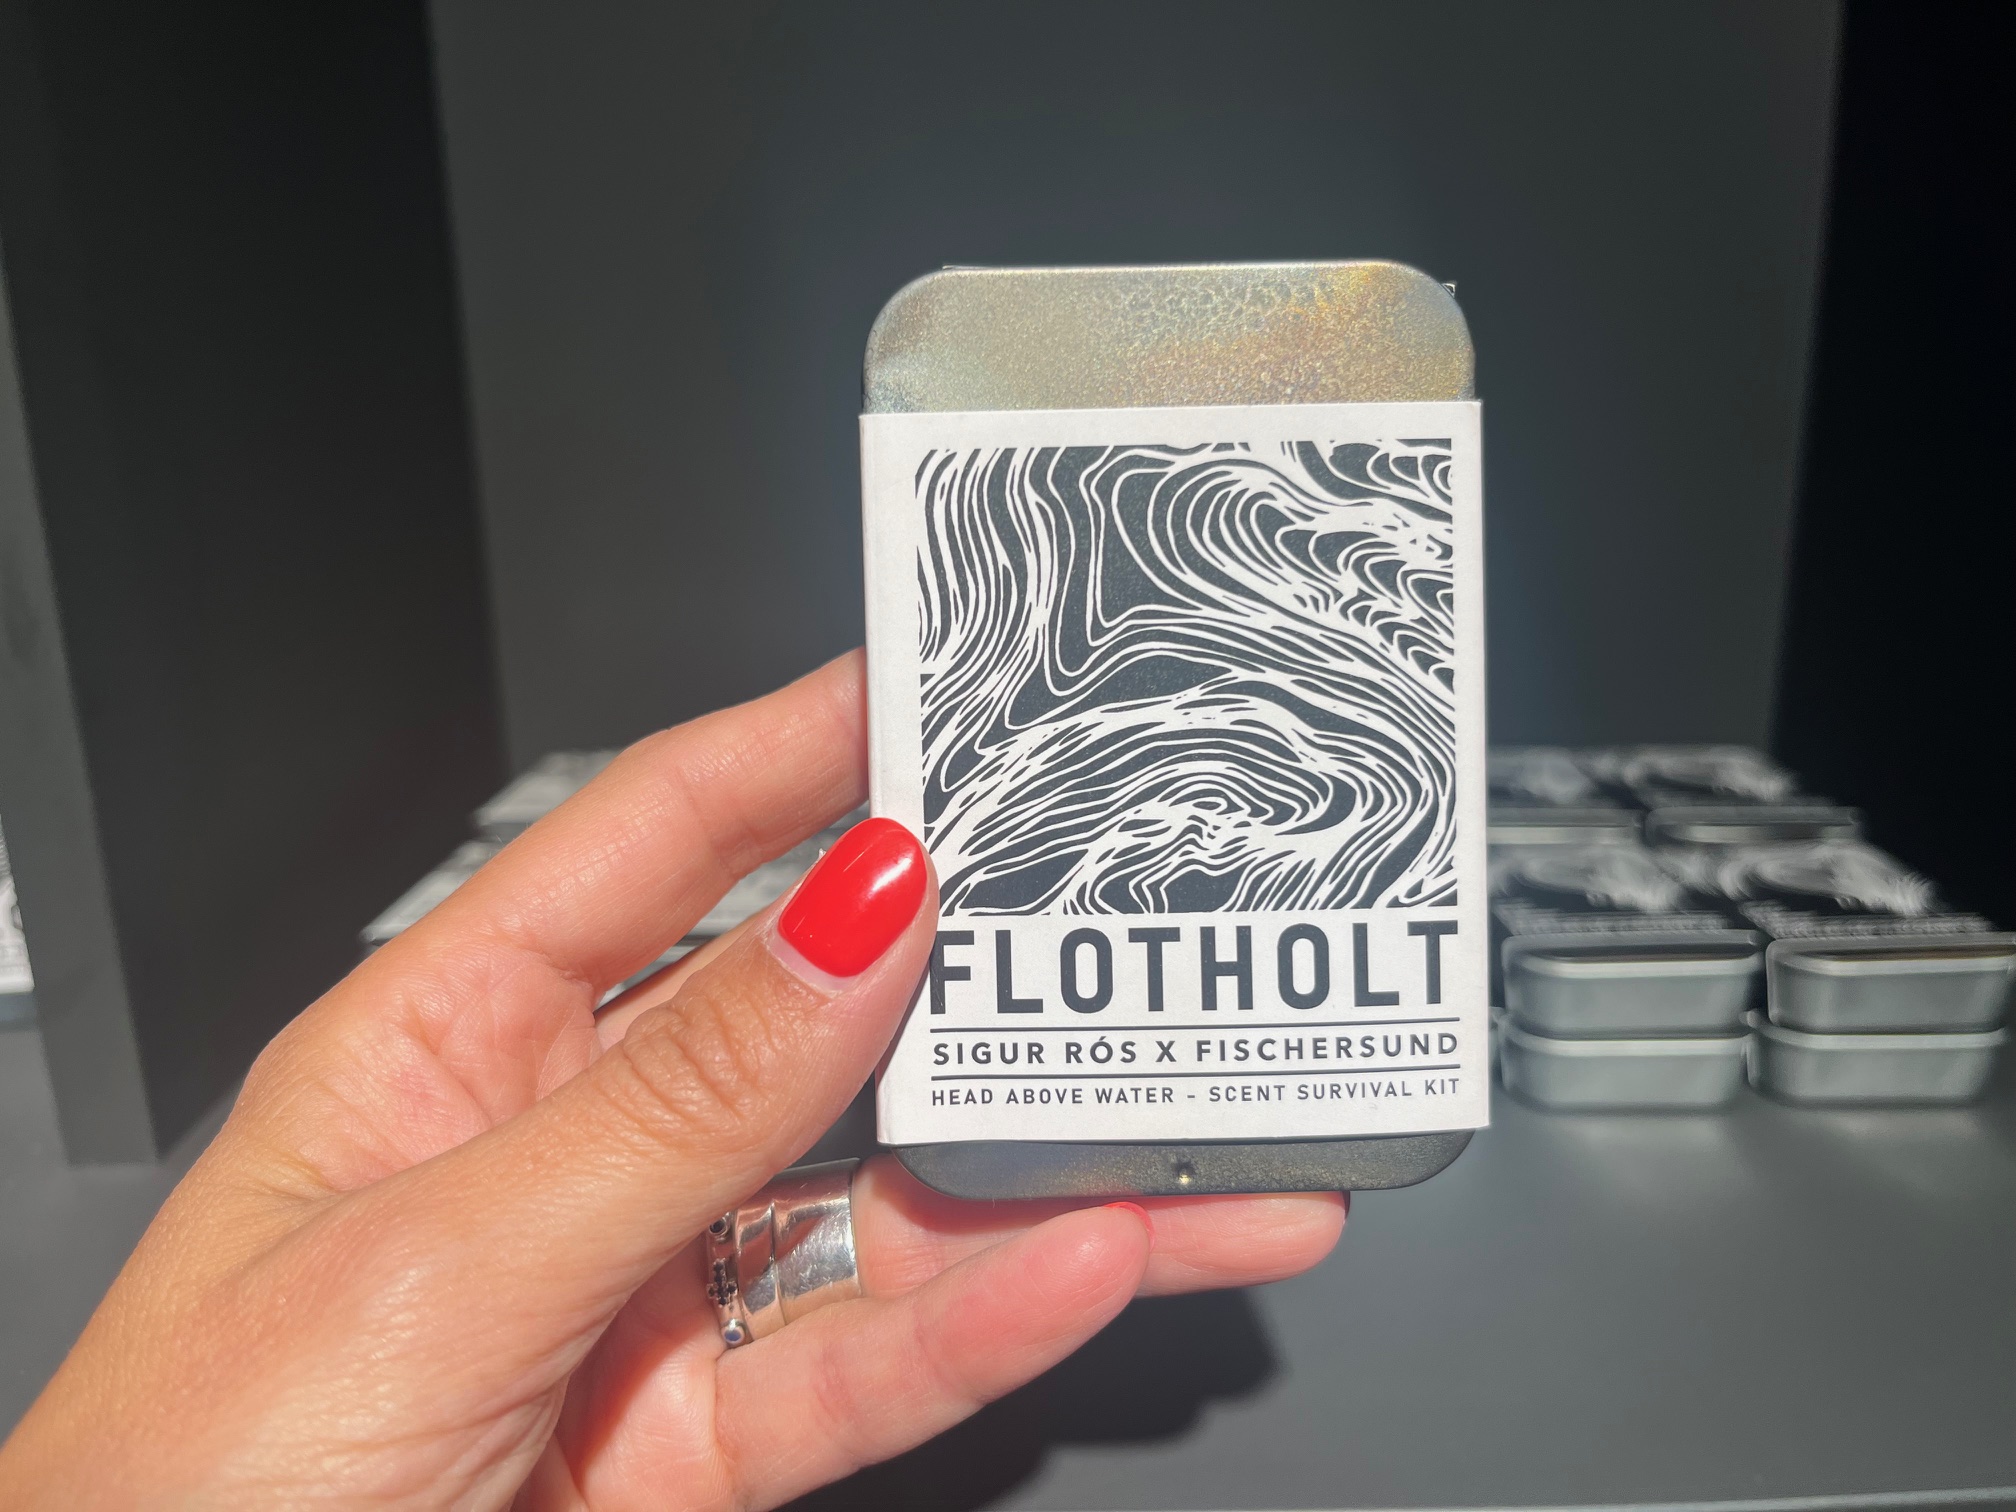 FLOTHOLT
SIGUR RÓS X FISCHERSUND
HEAD ABOVE WATER - SCENT SURVIVAL KIT